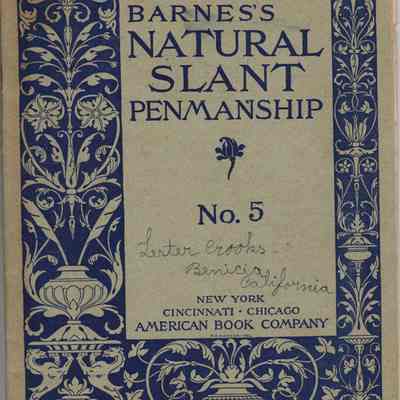 BARNES'S
NATURAL
SLANT
PENMANSHIP
No. 5
Lester Crooks
Benicia
California
NEW YORK
CINCINNATI · CHICAGO
AMERICAN BOOK COMPANY